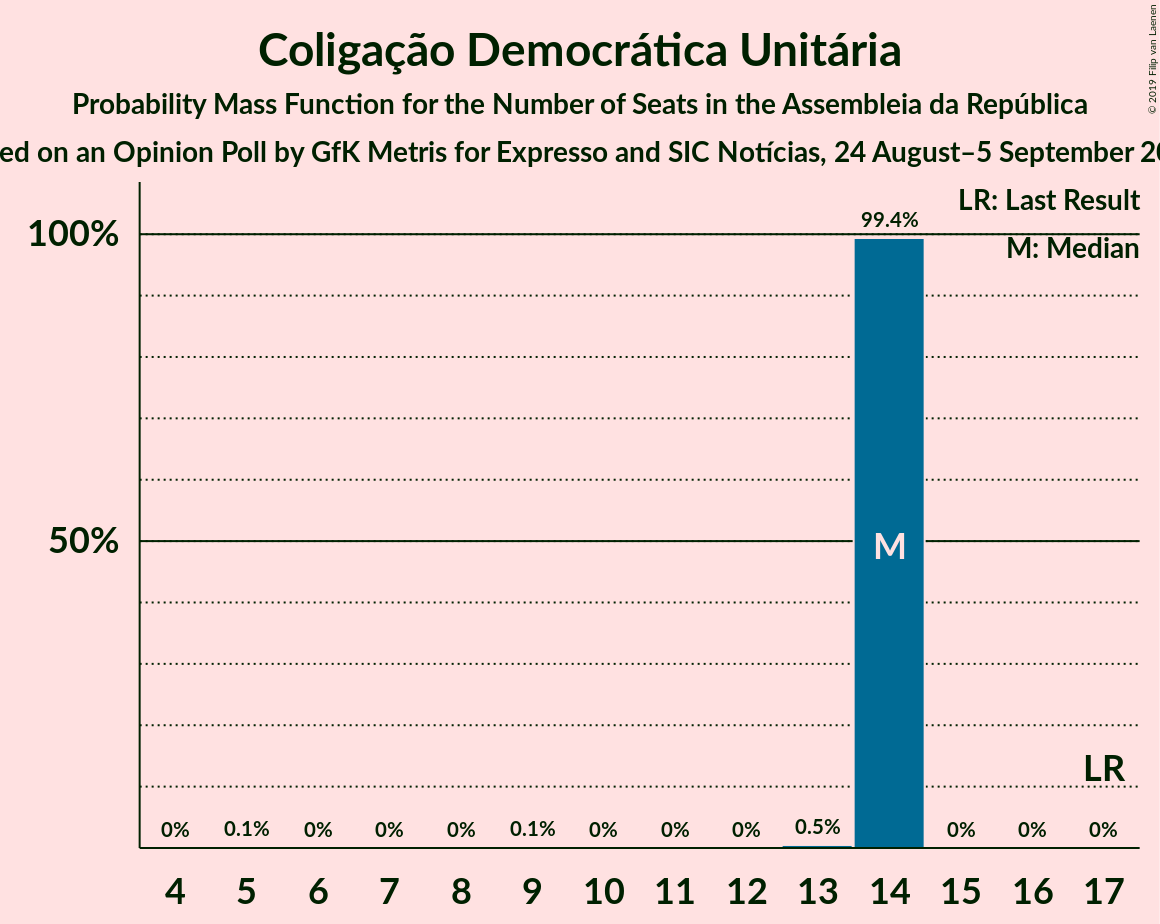 Coligação Democrática Unitária
Probability Mass Function for the Number of Seats in the Assembleia da República
ed on an Opinion Poll by GfK Metris for Expresso and SIC Notícias, 24 August–5 September 20
© 2019 Filip van Laenen
LR: Last Result
M: Median
100%
50%
99.4%
M
LR
0% 0.1% 0% 0% 0% 0.1% 0% 0% 0% 0.5% 0% 0% 0%
4 5 6 7 8 9 10 11 12 13 14 15 16 17